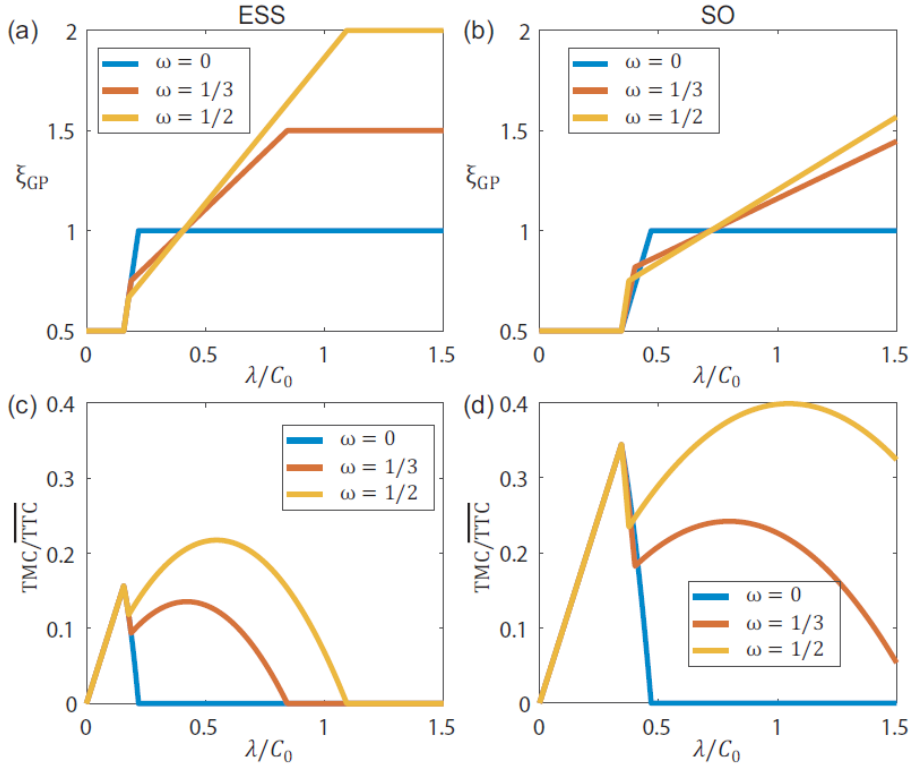 ESS
SO
(a)
(b)
2
1.5
ξGP
1
0.5
ω = 0
ω = 1/3
ω = 1/2
0
0.5
1
1.5
λ/C0
2
1.5
ξGP
1
0.5
ω = 0
ω = 1/3
ω = 1/2
0
0.5
1
1.5
λ/C0
(c)
(d)
0.4
0.3
0.2
0.1
0
TMC/TTC
ω = 0
ω = 1/3
ω = 1/2
0
0.5
1
1.5
λ/C0
0.4
0.3
0.2
0.1
0
TMC/TTC
ω = 0
ω = 1/3
ω = 1/2
0
0.5
1
1.5
λ/C0